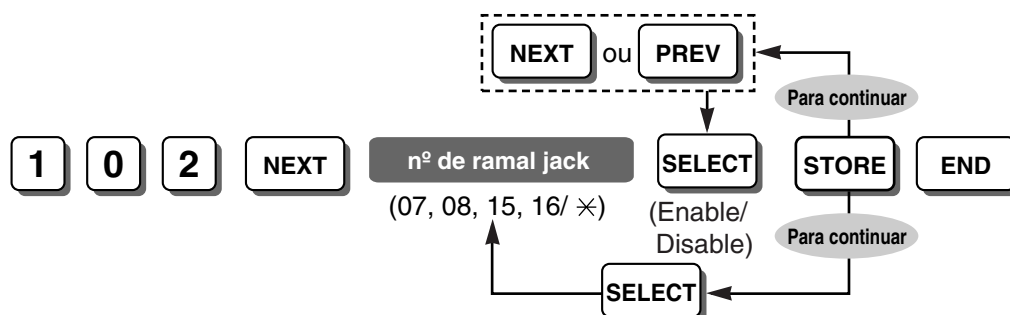 NEXT ou PREV
Para continuar
1 0 2 NEXT nº de ramal jack SELECT STORE END
(07, 08, 15, 16/ ✳)
(Enable/
Disable)
Para continuar
SELECT